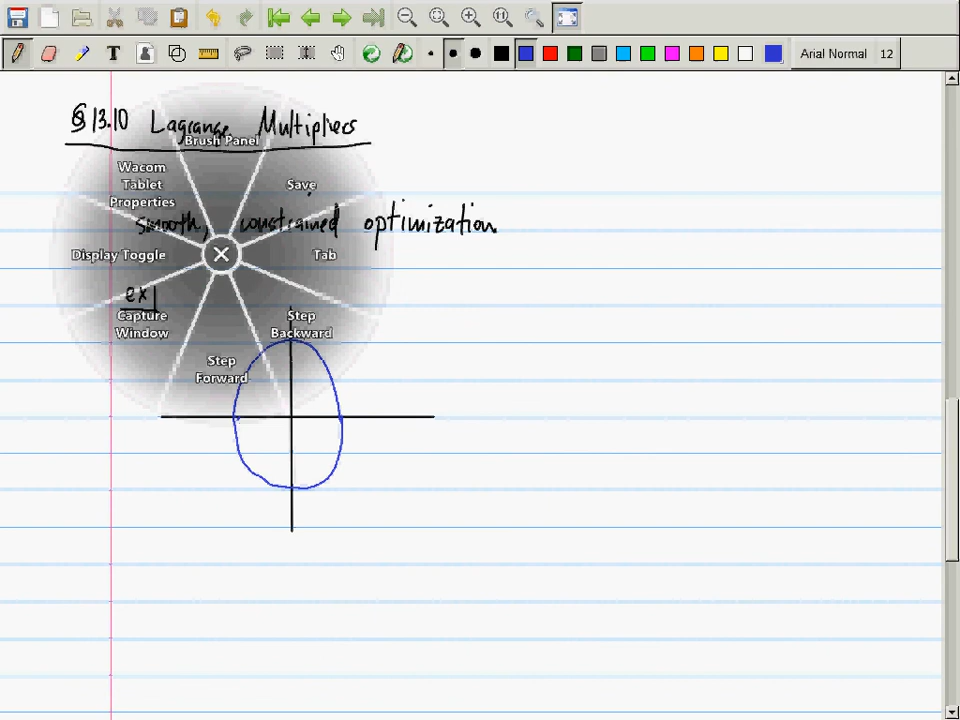 Arial Normal 12
§ 13.10 Lagrange Multipliers
Brush Panel
Wacom Tablet Properties
Save
smooth, constrained optimization
Display Toggle
Tab
ex
Capture Window
Step Backward
Step Forward